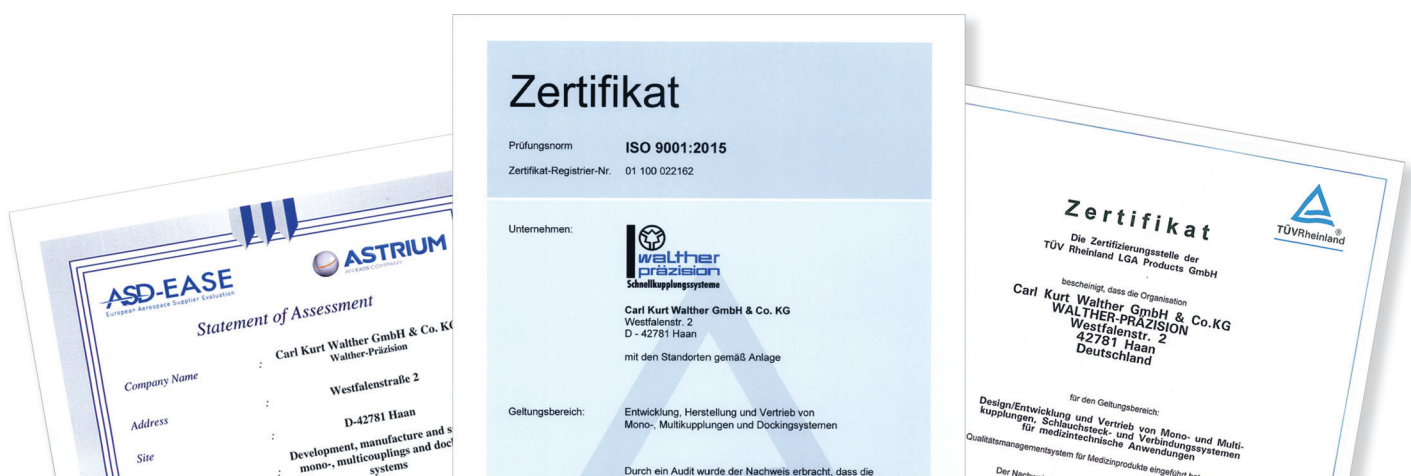 ASD-EASE
European Aerospace Supplier Evaluation
ASTRIUM
AN EADS COMPANY
Statement of Assessment
Company Name : Carl Kurt Walther GmbH & Co. KG
Walther-Präzision
Address : Westfalenstraße 2
Site : D-42781 Haan
: Development, manufacture and
mono-, multicouplings and
systems
Zertifikat
Prüfungsnorm ISO 9001:2015
Zertifikat-Registrier-Nr. 01 100 022162
Unternehmen:
walther
präzision
Schnellkupplungssysteme
Carl Kurt Walther GmbH & Co. KG
Westfalenstr. 2
D - 42781 Haan
mit den Standorten gemäß Anlage
Geltungsbereich: Entwicklung, Herstellung und Vertrieb von
Mono-, Multikupplungen und Dockingsystemen
Durch ein Audit wurde der Nachweis erbracht, dass die
TÜVRheinland®
Zertifikat
Die Zertifizierungsstelle der
TÜV Rheinland LGA Products GmbH
bescheinigt, dass die Organisation
Carl Kurt Walther GmbH & Co.KG
WALTHER-PRÄZISION
Westfalenstr. 2
42781 Haan
Deutschland
für den Geltungsbereich:
Design/Entwicklung und Vertrieb von Mono- und Multi-
kupplungen, Schlauchsteck- und Verbindungssystemen
für medizintechnische Anwendungen
Qualitätsmanagementsystem für Medizinprodukte eingeführt
Der